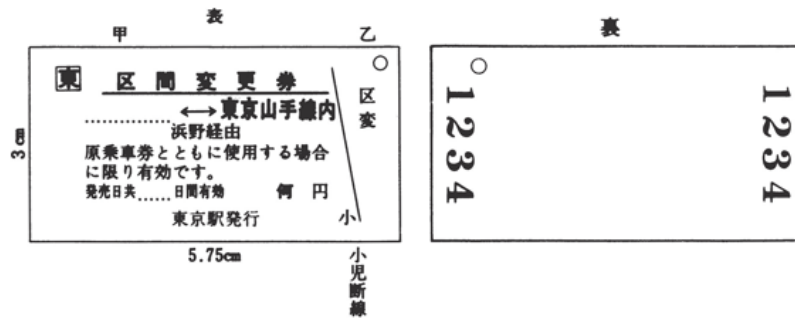 表
甲
乙
東 区間変更券
区変
………… ←→ 東京山手線内
浜野経由
原乗車券とともに使用する場合
に限り有効です。
発売日共……日間有効 何円
東京駅発行
小
3cm
5.75cm
小児断線
裏
1234
1234